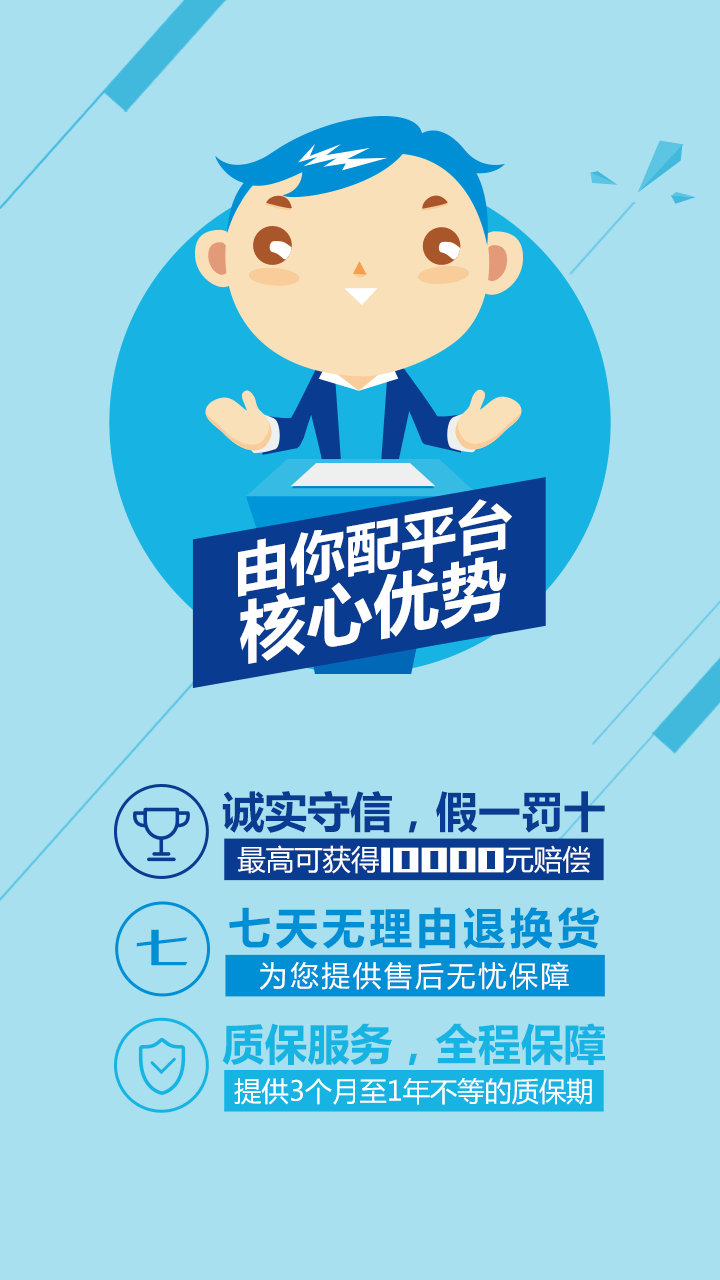 由你配平台
核心优势
诚实守信，假一罚十
最高可获得10000元赔偿
七
七天无理由退换货
为您提供售后无忧保障
质保服务，全程保障
提供3个月至1年不等的质保期